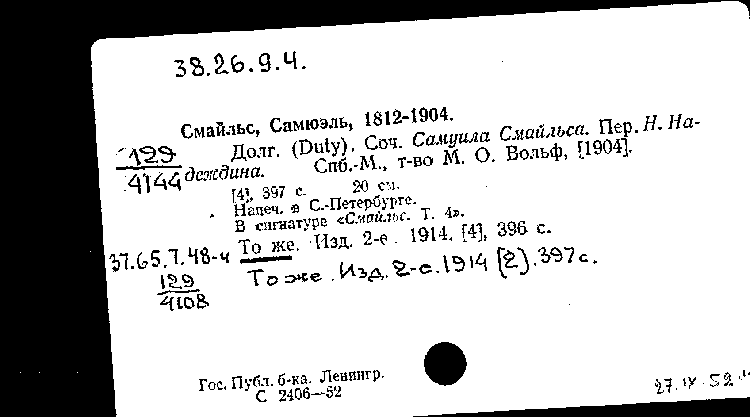 38.26.9.4.
Смайльс, Самюэль, 1812-1904.
129 Долг. (Duty). Соч. Самуила Смайльса. Пер. Н. На-
4144 деждина. Спб.-М., т-во М. О. Вольф, [1904].
[4], 397 с. 20 см.
Напеч. в С.-Петербурге.
В сигнатуре «Смайльс. Т. 4».
37.65.7.48-ч То же. Изд. 2-е. 1914. [4], 396 с.
129
4108
То же. Изд. 2-е. 1914 [2]. 397 с.
Гос. Публ. б-ка. Ленингр.
С 2406—52
27.IX.52